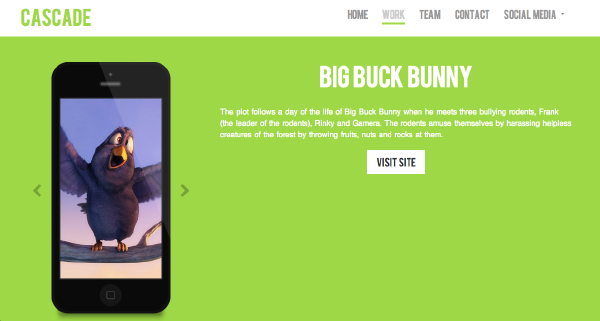 CASCADE
HOME WORK TEAM CONTACT SOCIAL MEDIA
BIG BUCK BUNNY
The plot follows a day of the life of Big Buck Bunny when he meets three bullying rodents, Frank
(the leader of the rodents), Rinky and Gamera. The rodents amuse themselves by harassing helpless
creatures of the forest by throwing fruits, nuts and rocks at them.
VISIT SITE